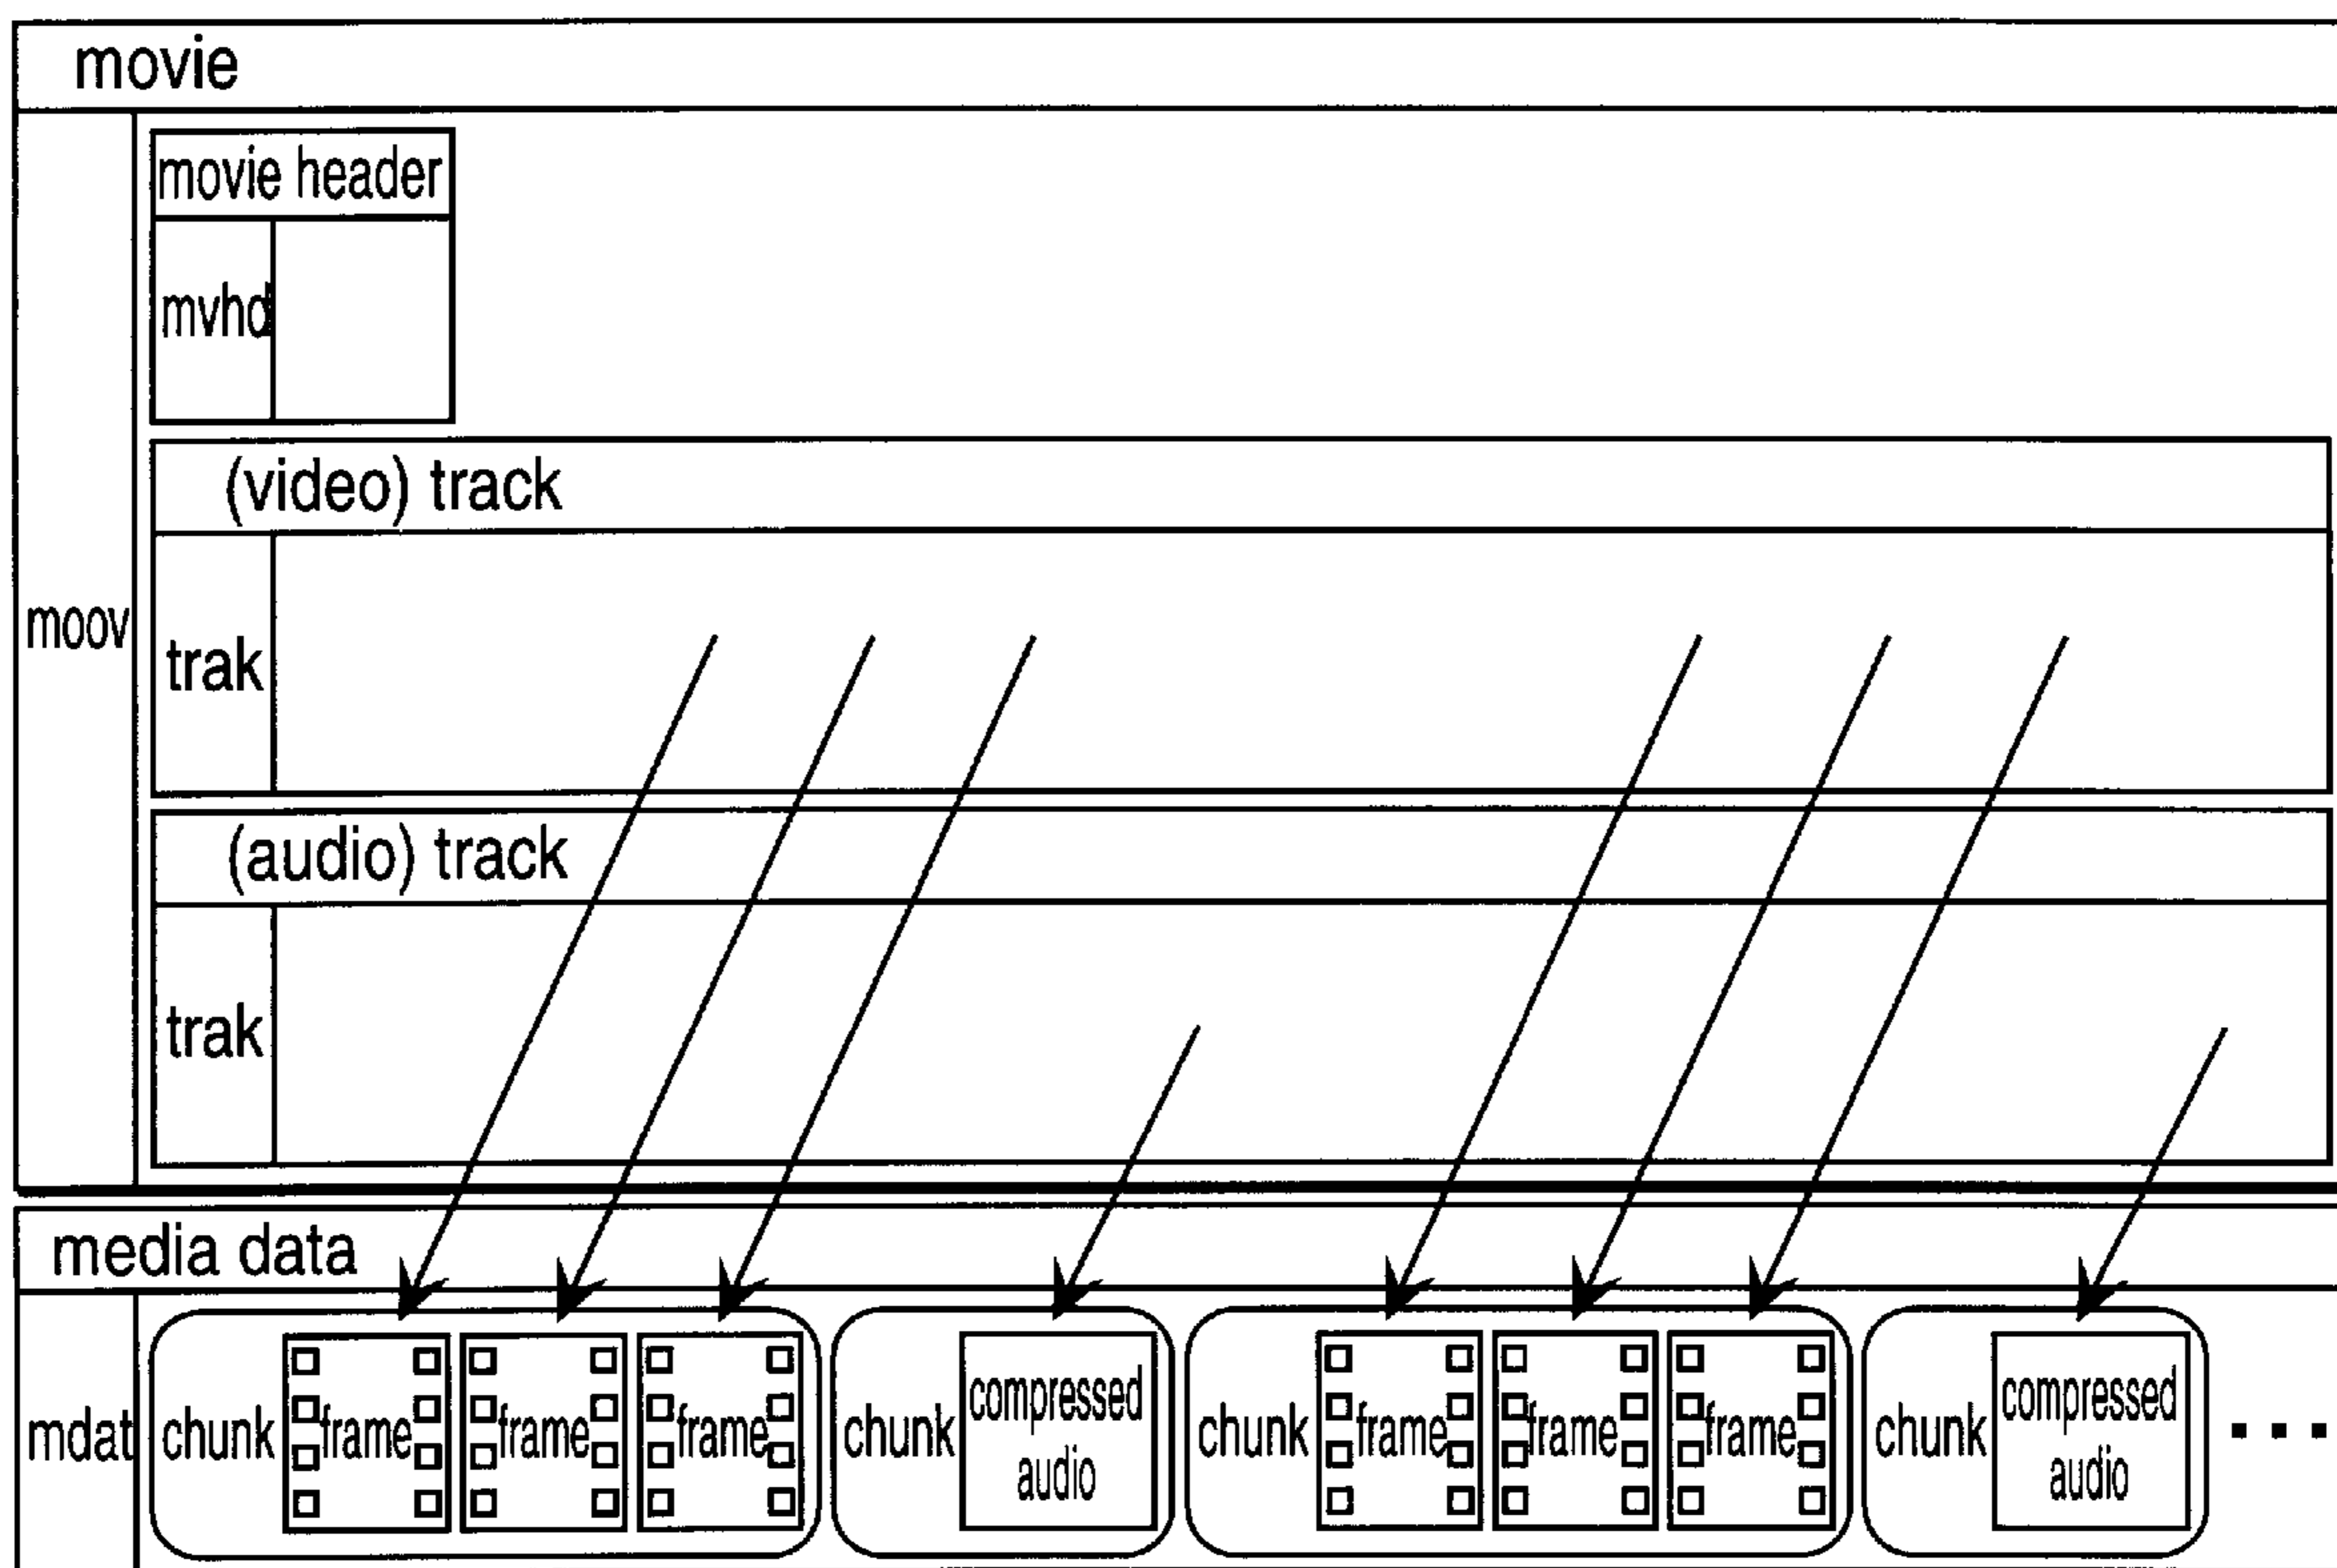 movie
movie header
mvhd
moov
(video) track
trak
(audio) track
trak
media data
mdat
chunk frame frame frame
chunk compressed audio
chunk frame frame frame
chunk compressed audio
...